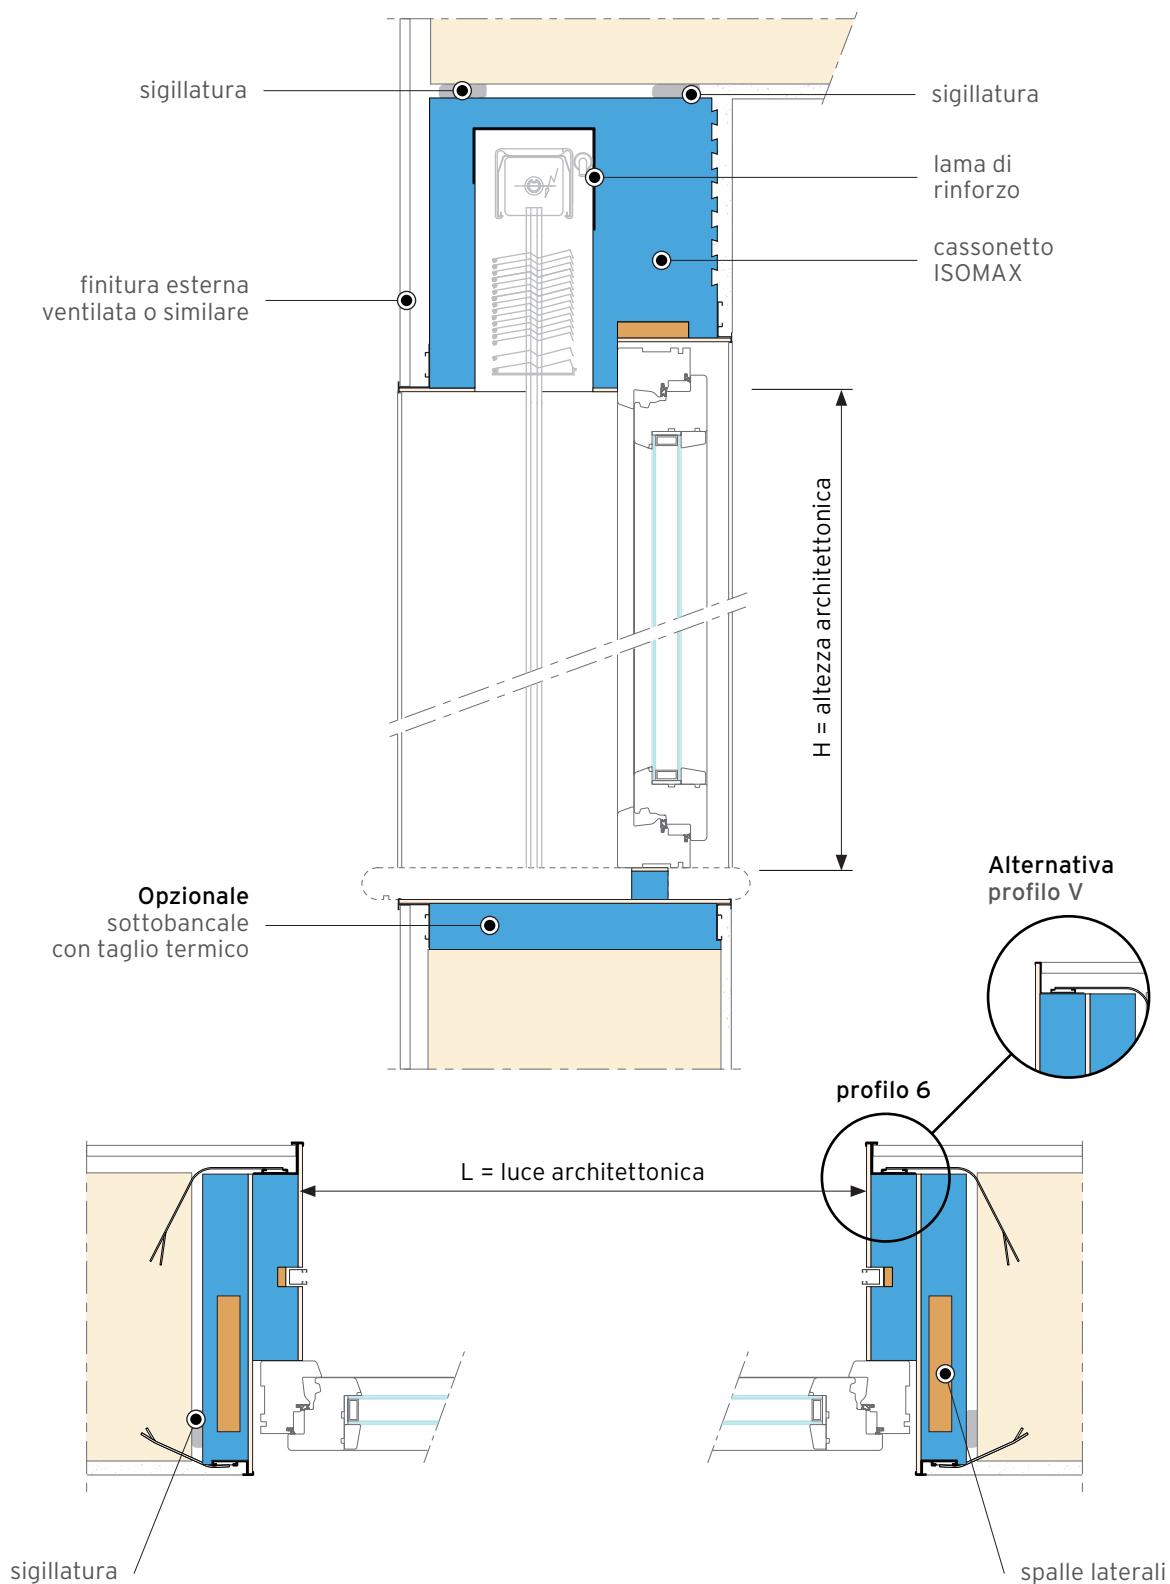 sigillatura
sigillatura
lama di
rinforzo
cassonetto
ISOMAX
finitura esterna
ventilata o similare
H = altezza architettonica
Opzionale
sottobancale
con taglio termico
Alternativa
profilo V
profilo 6
L = luce architettonica
sigillatura
spalle laterali